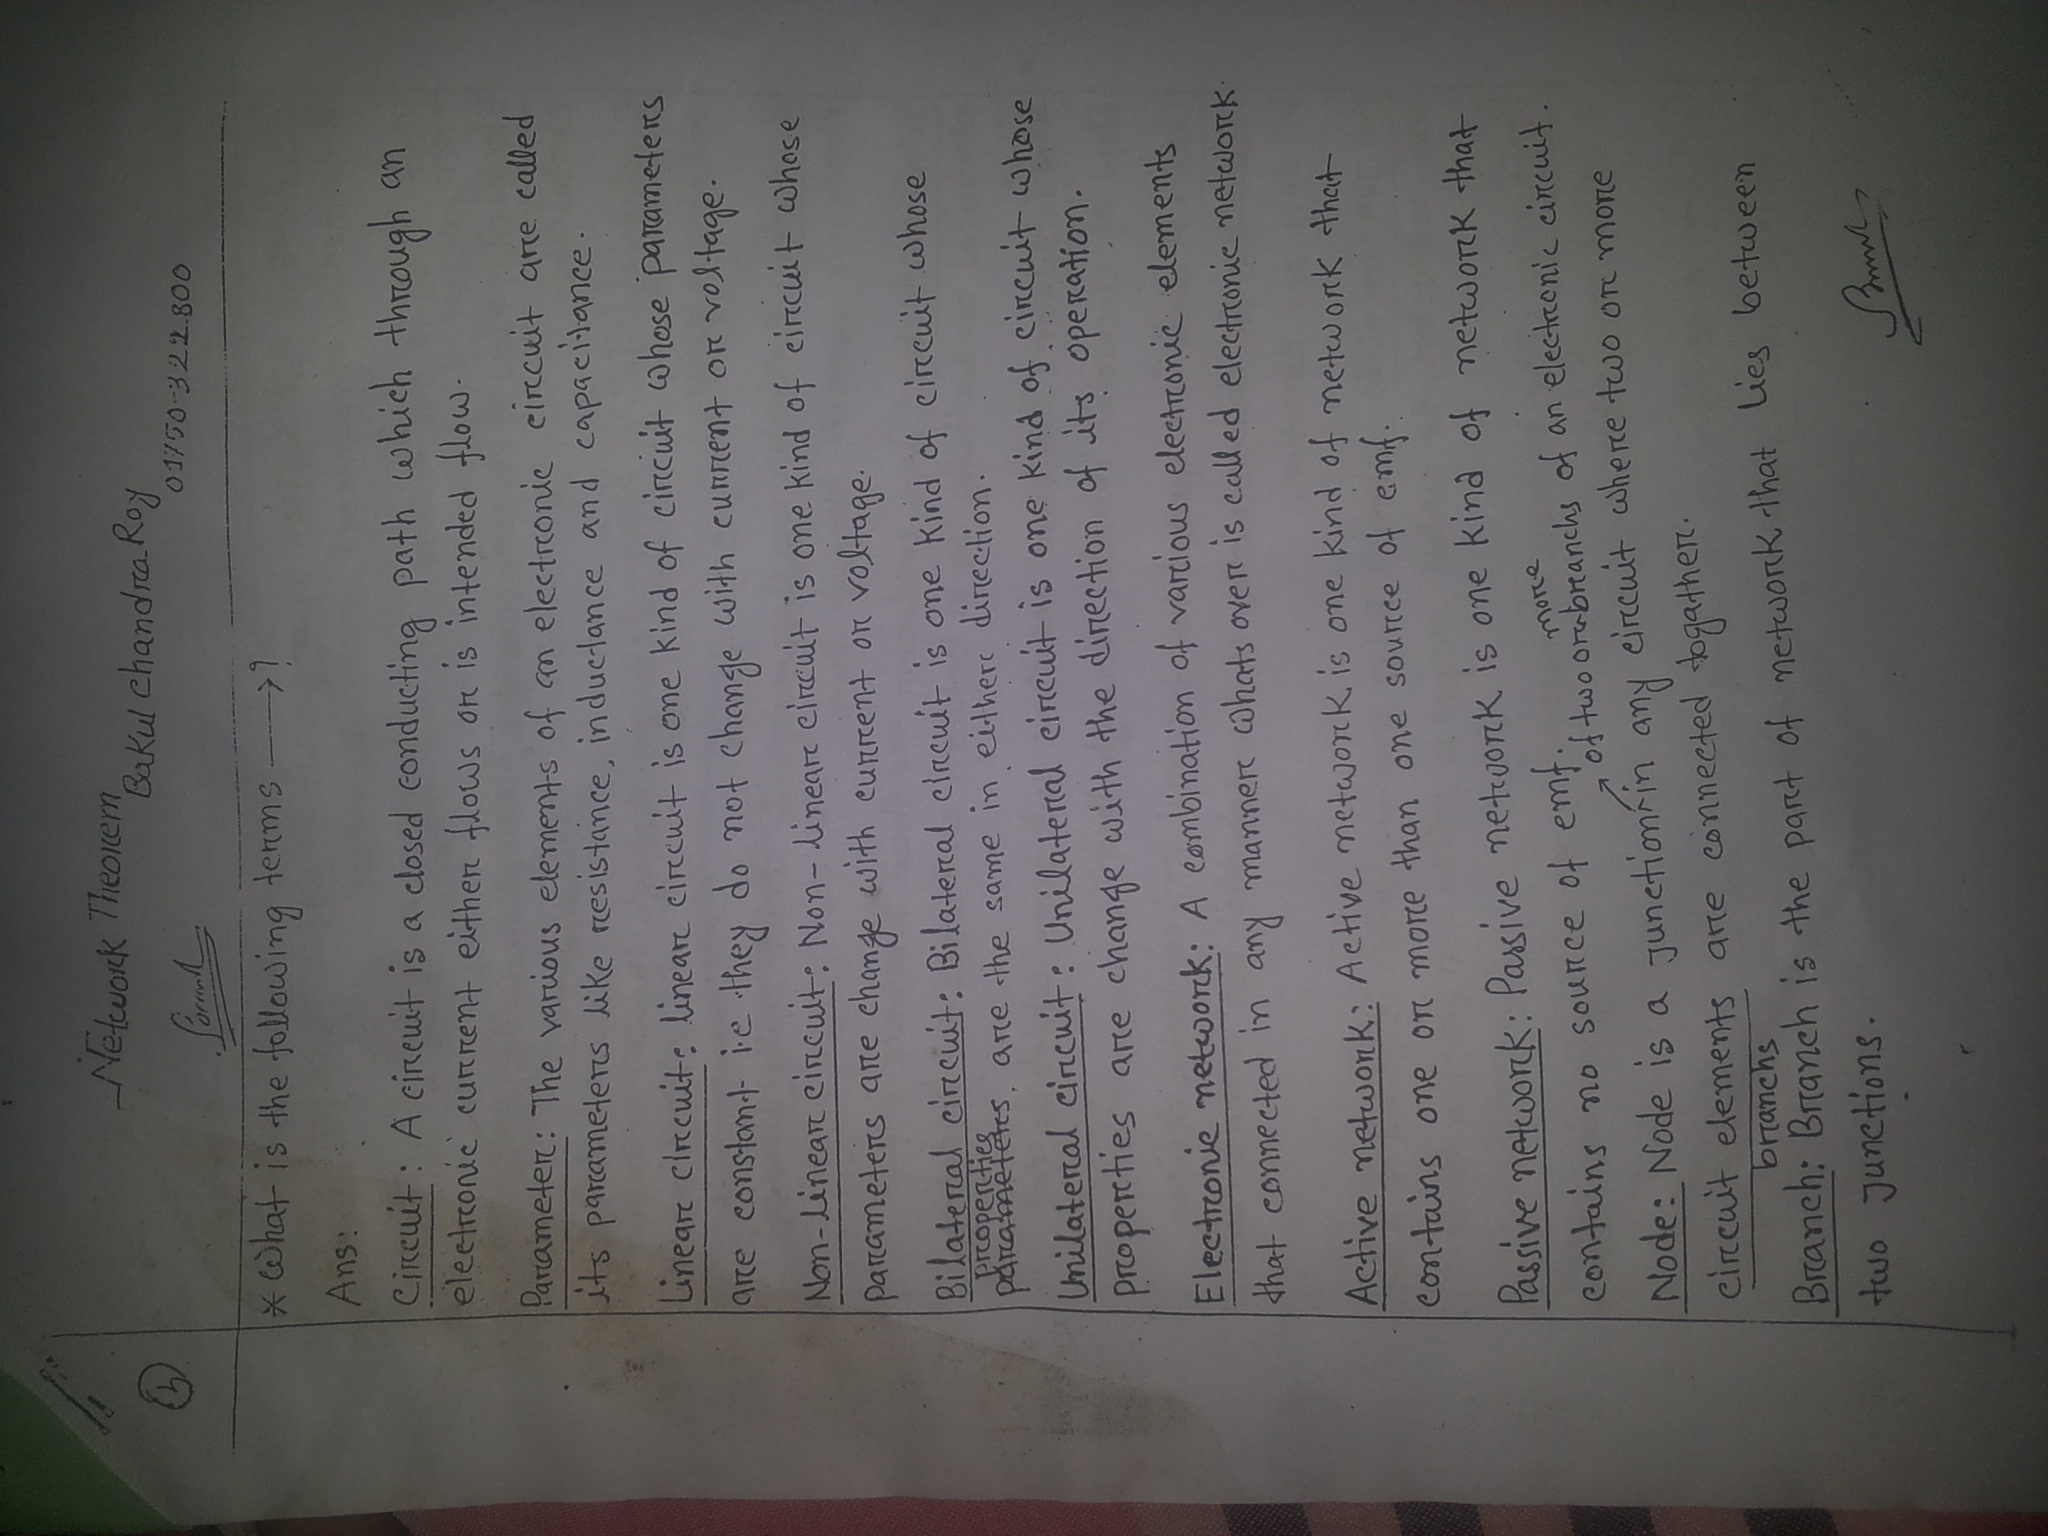 Network Theorem
Bakul Chandra Roy
01750-322800
* What is the following terms ⟶?
Ans:
Circuit: A circuit is a closed conducting path which through an
electronic current either flows or is intended flow.
Parameter: The various elements of an electronic circuit are called
its parameters like resistance, inductance and capacitance.
Linear circuit: linear circuit is one kind of circuit whose parameters
are constant i.e they do not change with current or voltage.
Non-linear circuit: Non-linear circuit is one kind of circuit whose
parameters are change with current or voltage.
Bilateral circuit: Bilateral circuit is one kind of circuit whose
properties
parameteres, are the same in either direction.
Unilateral circuit: Unilateral circuit is one kind of circuit whose
properties are change with the direction of its operation.
Electronic network: A combination of various electronic elements
that connected in any manner whats over is called electronic network.
Active network: Active network is one kind of network that
contains one or more than one source of emf.
Passive network: Passive network is one kind of network that
contains no source of emf.
more
of two or branchs of an electronic circuit.
Node: Node is a junction in any circuit where two or more
circuit elements are connected togather.
branchs
Branch: Branch is the part of network that lies between
two junctions.